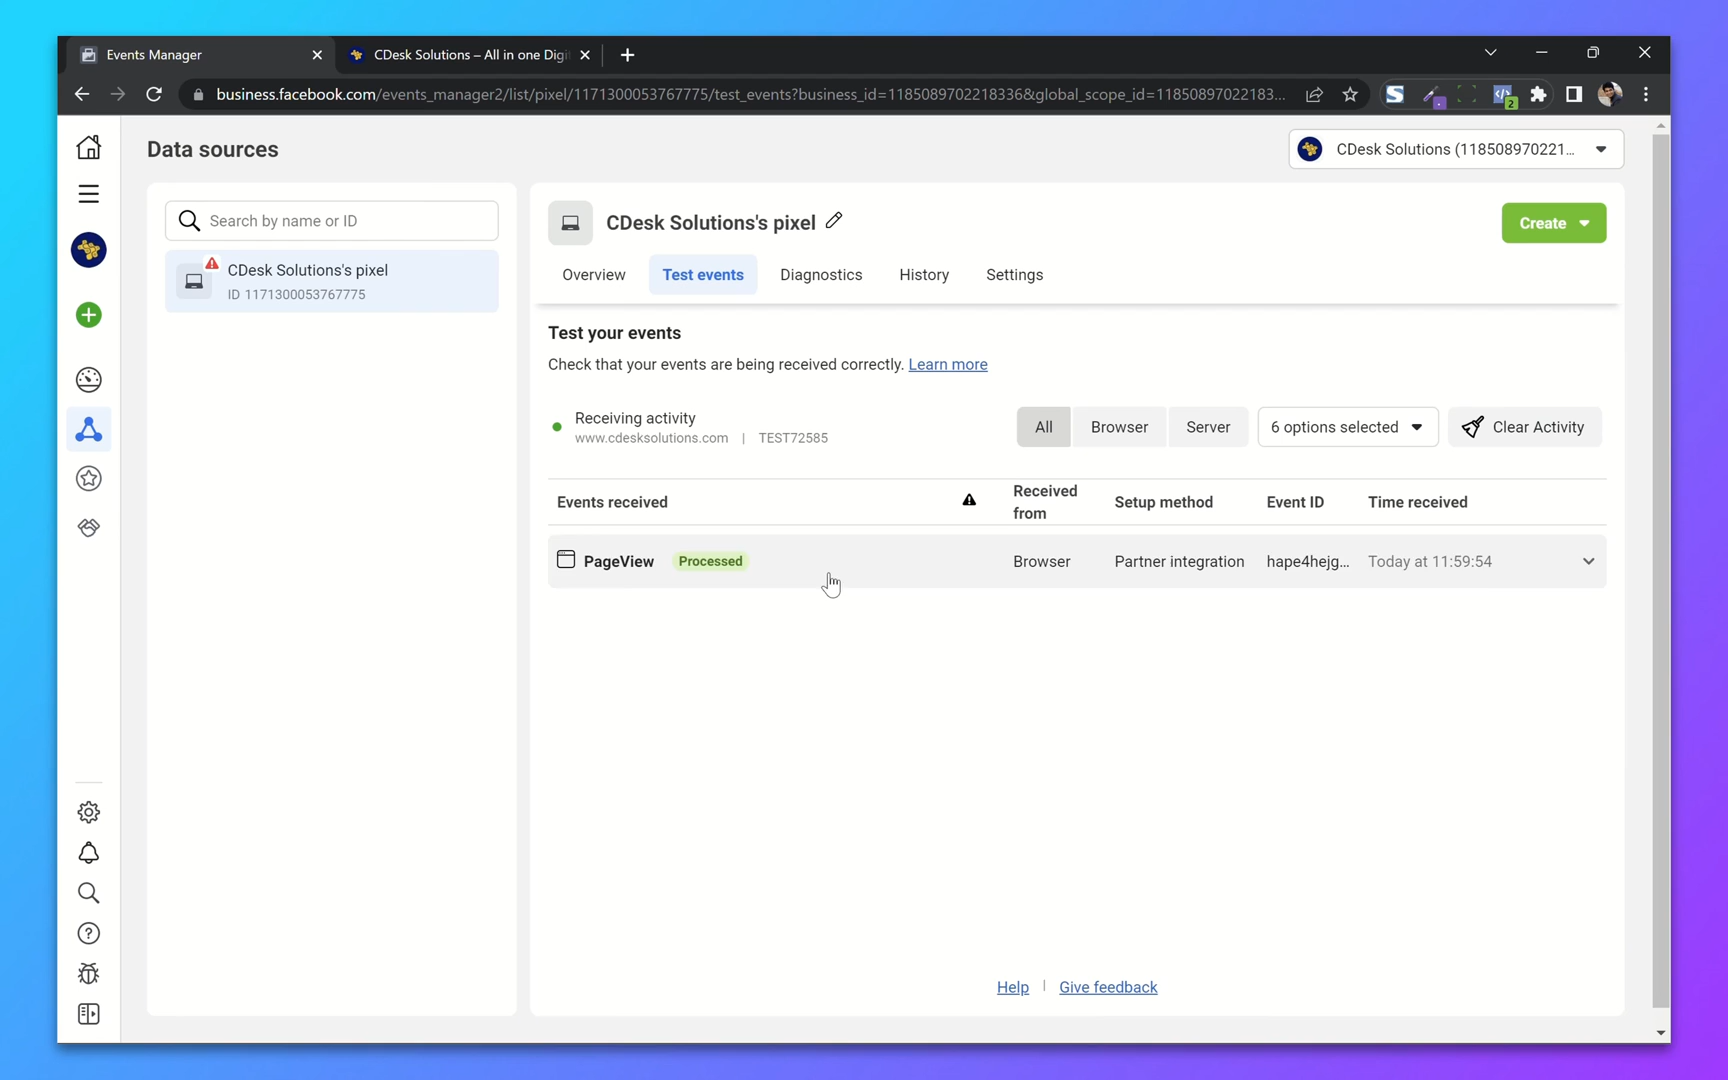 Events Manager
CDesk Solutions – All in one Digi
business.facebook.com/events_manager2/list/pixel/1171300053767775/test_events?business_id=1185089702218336&global_scope_id=11850897022183...
2
Data sources
CDesk Solutions (118508970221...
Search by name or ID
CDesk Solutions's pixel
ID 1171300053767775
CDesk Solutions's pixel
Create
Overview
Test events
Diagnostics
History
Settings
Test your events
Check that your events are being received correctly. Learn more
Receiving activity
www.cdesksolutions.com | TEST72585
All
Browser
Server
6 options selected
Clear Activity
Events received
Received from
Setup method
Event ID
Time received
PageView
Processed
Browser
Partner integration
hape4hejg...
Today at 11:59:54
Help | Give feedback